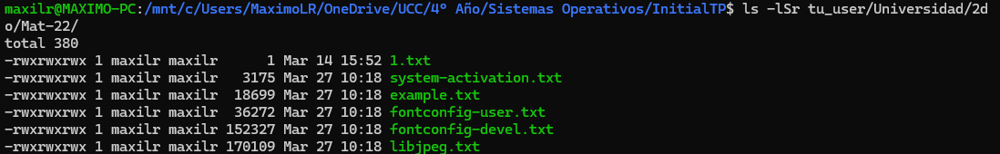 maxilr@MAXIMO-PC:/mnt/c/Users/MaximoLR/OneDrive/UCC/4º Año/Sistemas Operativos/InitialTP$ ls -lSr tu_user/Universidad/2d
o/Mat-22/
total 380
-rwxrwxrwx 1 maxilr maxilr      1 Mar 14 15:52 1.txt
-rwxrwxrwx 1 maxilr maxilr   3175 Mar 27 10:18 system-activation.txt
-rwxrwxrwx 1 maxilr maxilr  18699 Mar 27 10:18 example.txt
-rwxrwxrwx 1 maxilr maxilr  36272 Mar 27 10:18 fontconfig-user.txt
-rwxrwxrwx 1 maxilr maxilr 152327 Mar 27 10:18 fontconfig-devel.txt
-rwxrwxrwx 1 maxilr maxilr 170109 Mar 27 10:18 libjpeg.txt